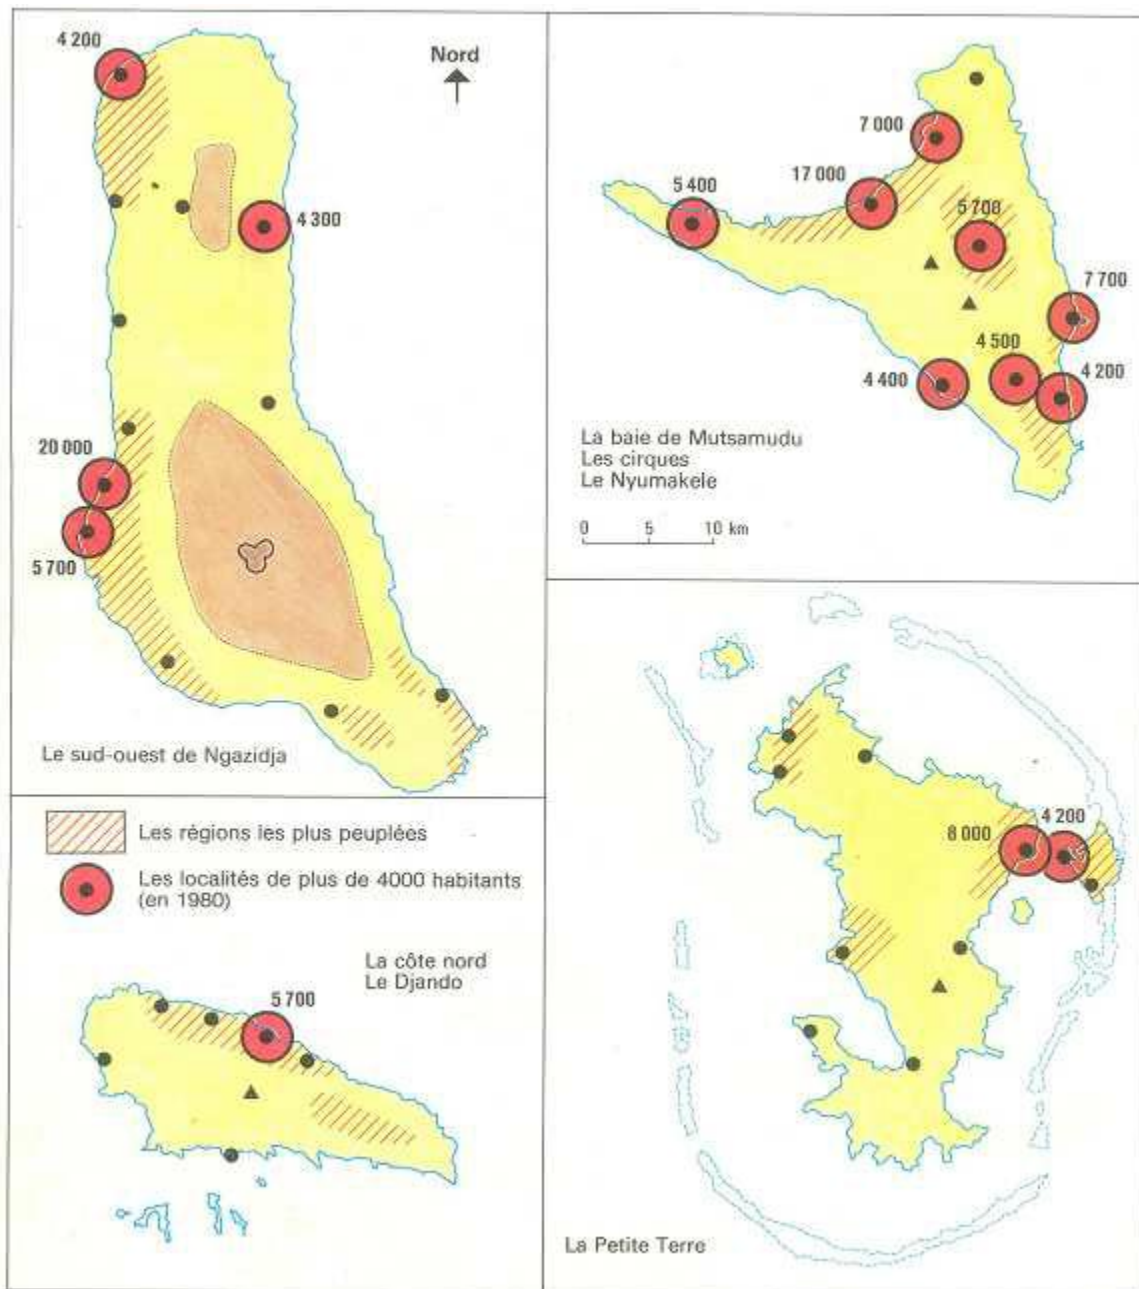 4 200
Nord
4 300
20 000
5 700
Le sud-ouest de Ngazidja
7 000
17 000
5 400
5 708
7 700
4 500
4 400
4 200
La baie de Mutsamudu
Les cirques
Le Nyumakele
0 5 10 km
Les régions les plus peuplées
Les localités de plus de 4000 habitants
(en 1980)
La côte nord
Le Djando
5 700
8 000
4 200
La Petite Terre